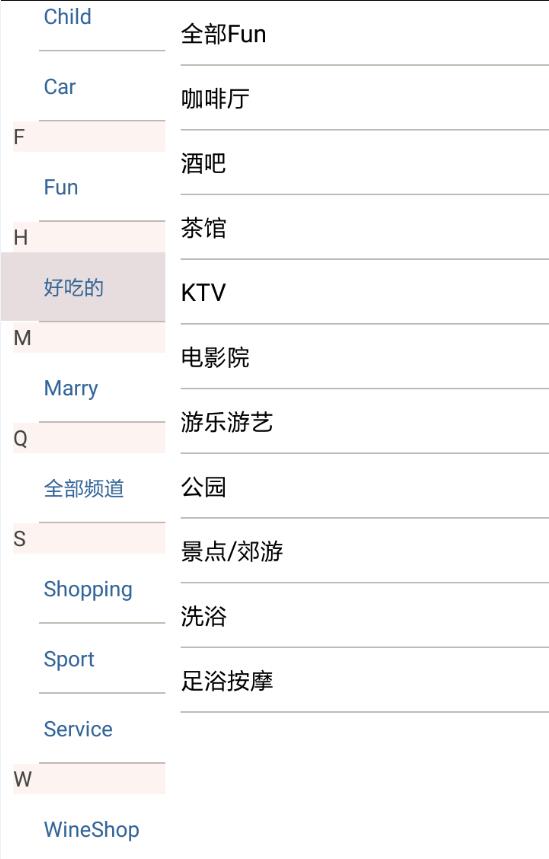 Child
Car
F
Fun
H
好吃的
M
Marry
Q
全部频道
S
Shopping
Sport
Service
W
WineShop
全部Fun
咖啡厅
酒吧
茶馆
KTV
电影院
游乐游艺
公园
景点/郊游
洗浴
足浴按摩